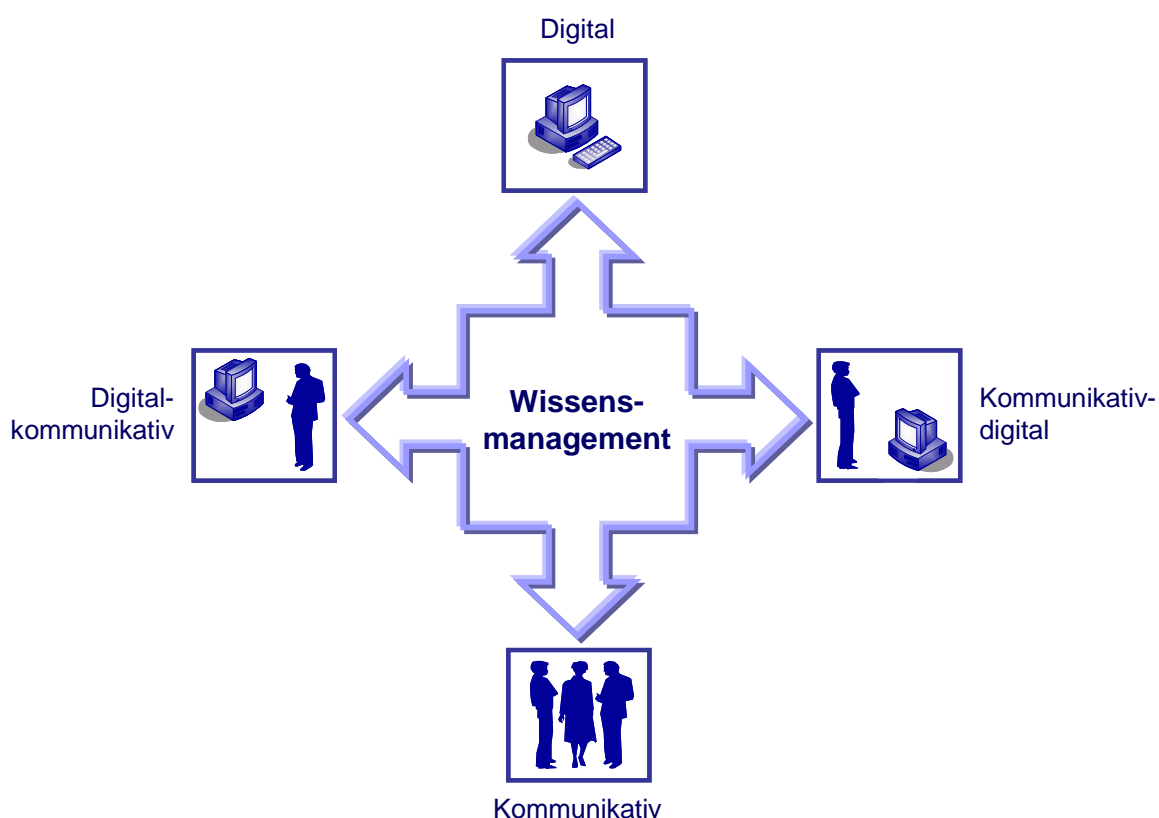 Digital
Digital-
kommunikativ
Wissens-
management
Kommunikativ-
digital
Kommunikativ